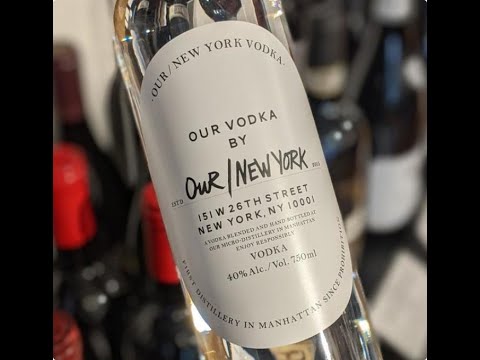 · OUR / NEW YORK VODKA ·
OUR VODKA
BY
EST'D OUR / NEW YORK
151 W 26TH STREET
NEW YORK, NY 10001
A VODKA BLENDED AND HAND BOTTLED AT
OUR MICRO-DISTILLERY IN MANHATTAN
ENJOY RESPONSIBLY
VODKA
40% Alc./Vol. 750ml
FIRST DISTILLERY IN MANHATTAN SINCE PROHIBITION